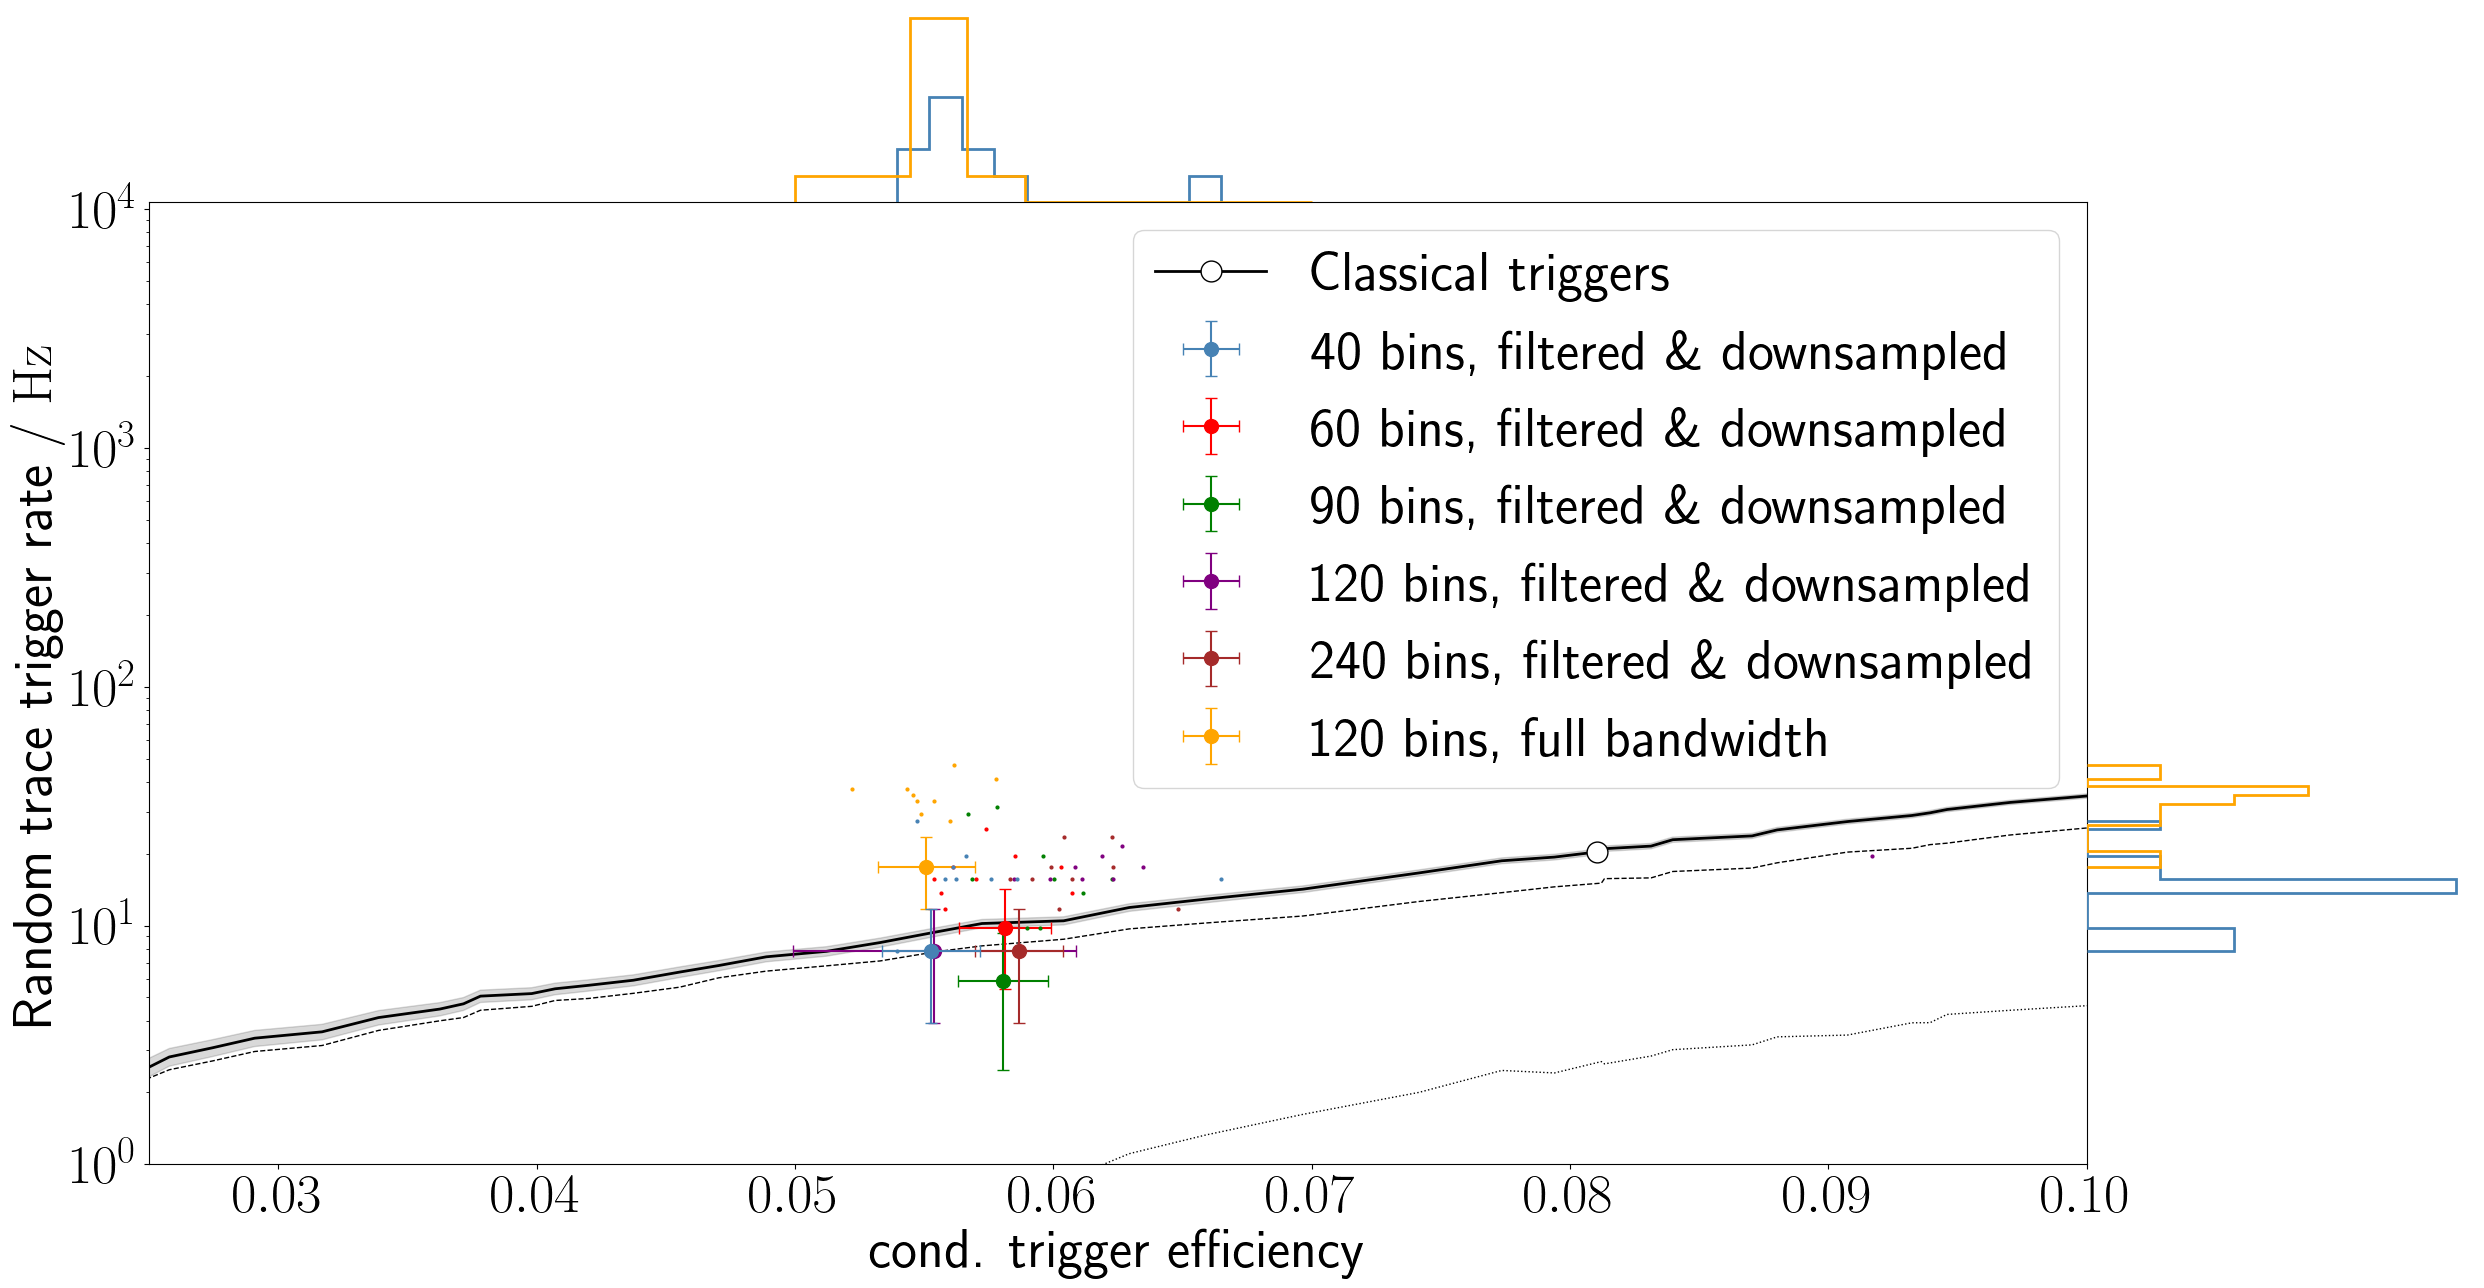 10^4
10^3
10^2
10^1
10^0
Random trace trigger rate / Hz
Classical triggers
40 bins, filtered & downsampled
60 bins, filtered & downsampled
90 bins, filtered & downsampled
120 bins, filtered & downsampled
240 bins, filtered & downsampled
120 bins, full bandwidth
0.03 0.04 0.05 0.06 0.07 0.08 0.09 0.10
cond. trigger efficiency